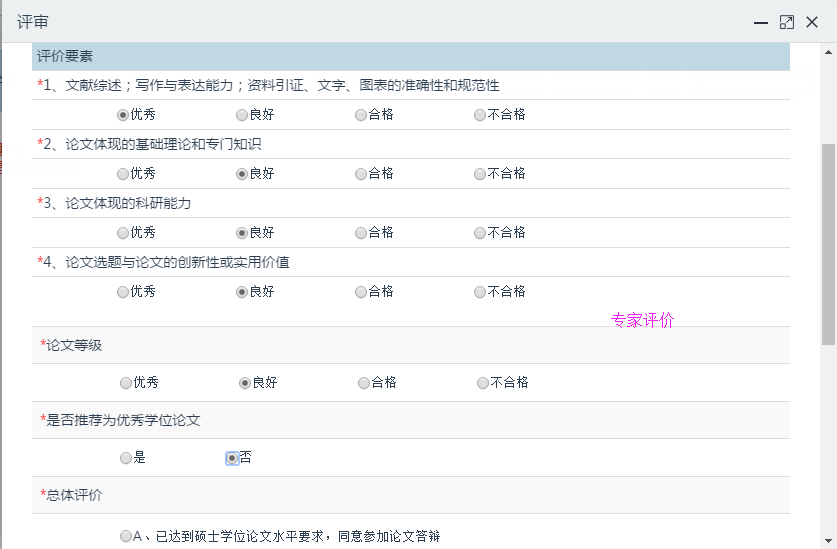 评审
评价要素
*1、文献综述；写作与表达能力；资料引证、文字、图表的准确性和规范性
优秀 良好 合格 不合格
*2、论文体现的基础理论和专门知识
优秀 良好 合格 不合格
*3、论文体现的科研能力
优秀 良好 合格 不合格
*4、论文选题与论文的创新性或实用价值
优秀 良好 合格 不合格
专家评价
*论文等级
优秀 良好 合格 不合格
*是否推荐为优秀学位论文
是 否
*总体评价
A、已达到硕士学位论文水平要求，同意参加论文答辩